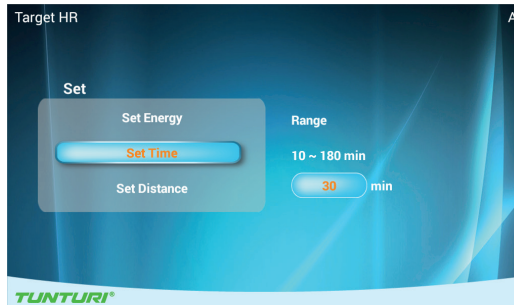 Target HR
A
Set
Set Energy
Set Time
Set Distance
Range
10 ~ 180 min
30 min
TUNTURI®